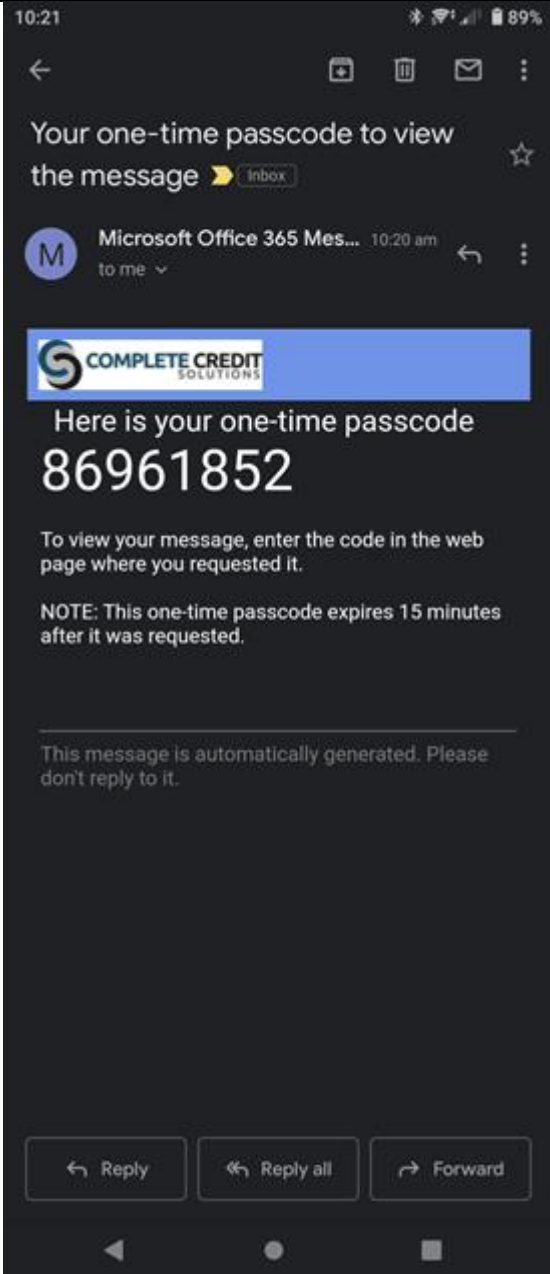 10:21 89%
Your one-time passcode to view
the message Inbox
M
Microsoft Office 365 Mes... 10:20 am
to me
COMPLETE CREDIT
SOLUTIONS
Here is your one-time passcode
86961852
To view your message, enter the code in the web
page where you requested it.
NOTE: This one-time passcode expires 15 minutes
after it was requested.
This message is automatically generated. Please
don't reply to it.
Reply Reply all Forward